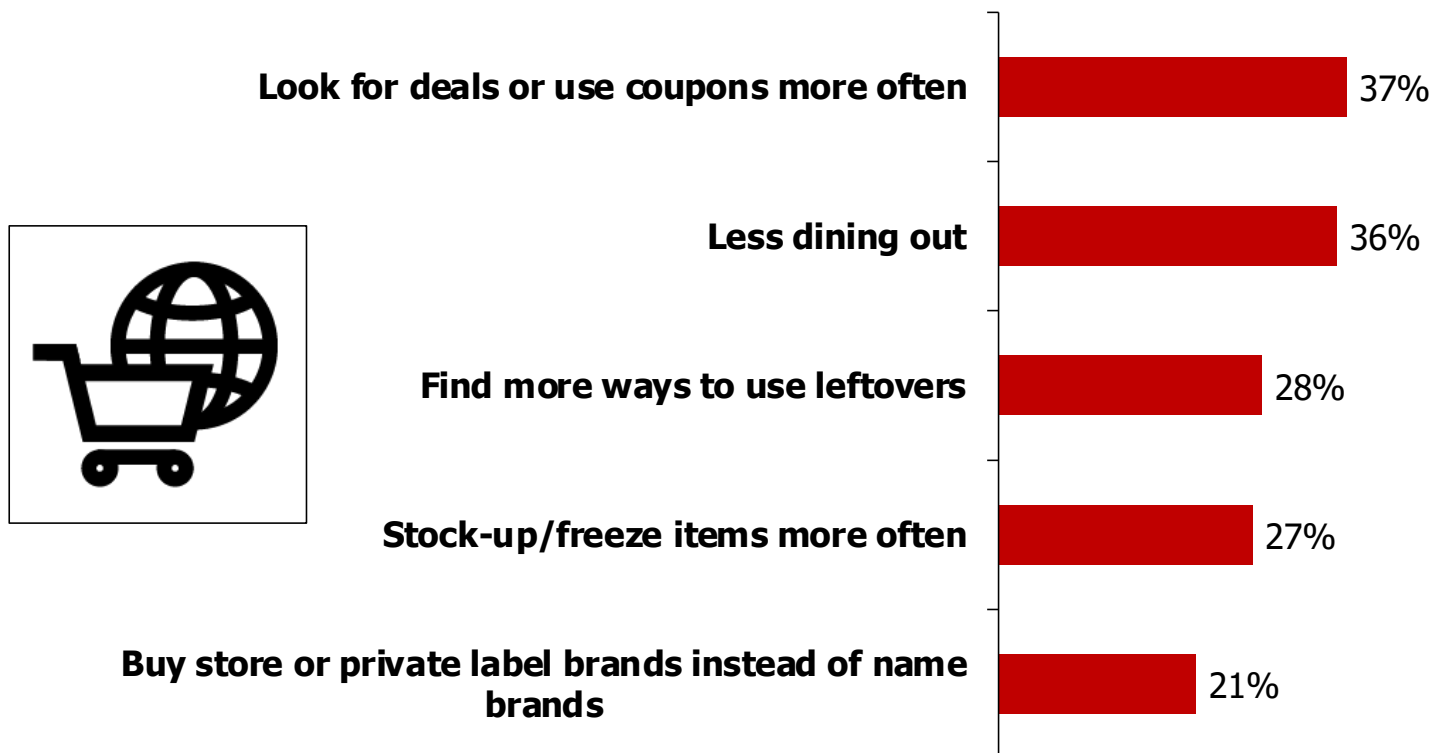 Look for deals or use coupons more often
37%
Less dining out
36%
Find more ways to use leftovers
28%
Stock-up/freeze items more often
27%
Buy store or private label brands instead of name
brands
21%